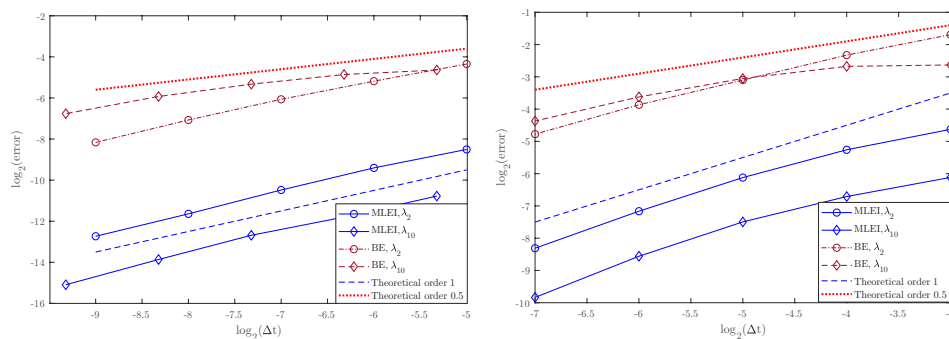 -2
-4
-6
-8
-10
-12
-14
-16
log2(error)
-9
-8.5
-8
-7.5
-7
-6.5
-6
-5.5
-5
log2(Δt)
MLEI,λ2
MLEI,λ10
BE, λ2
BE, λ10
Theoretical order 1
Theoretical order 0.5
-1
-2
-3
-4
-5
-6
-7
-8
-9
-10
log2(error)
-7
-6.5
-6
-5.5
-5
-4.5
-4
-3.5
log2(Δt)
MLEI,λ2
MLEI,λ10
BE, λ2
BE, λ10
Theoretical order 1
Theoretical order 0.5